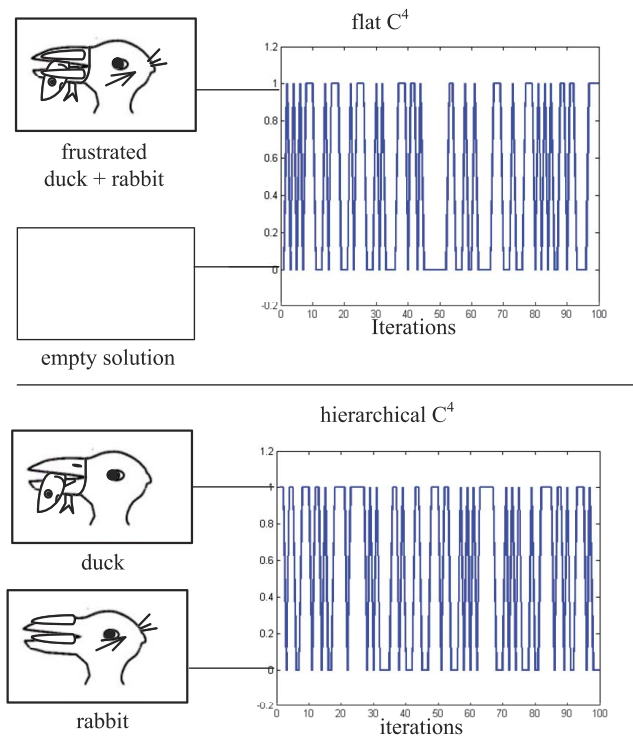 flat C⁴
frustrated
duck + rabbit
empty solution
1.2
1
0.8
0.6
0.4
0.2
0
-0.2
0 10 20 30 40 50 60 70 80 90 100
Iterations
hierarchical C⁴
duck
rabbit
1.2
1
0.8
0.6
0.4
0.2
0
-0.2
0 10 20 30 40 50 60 70 80 90 100
iterations